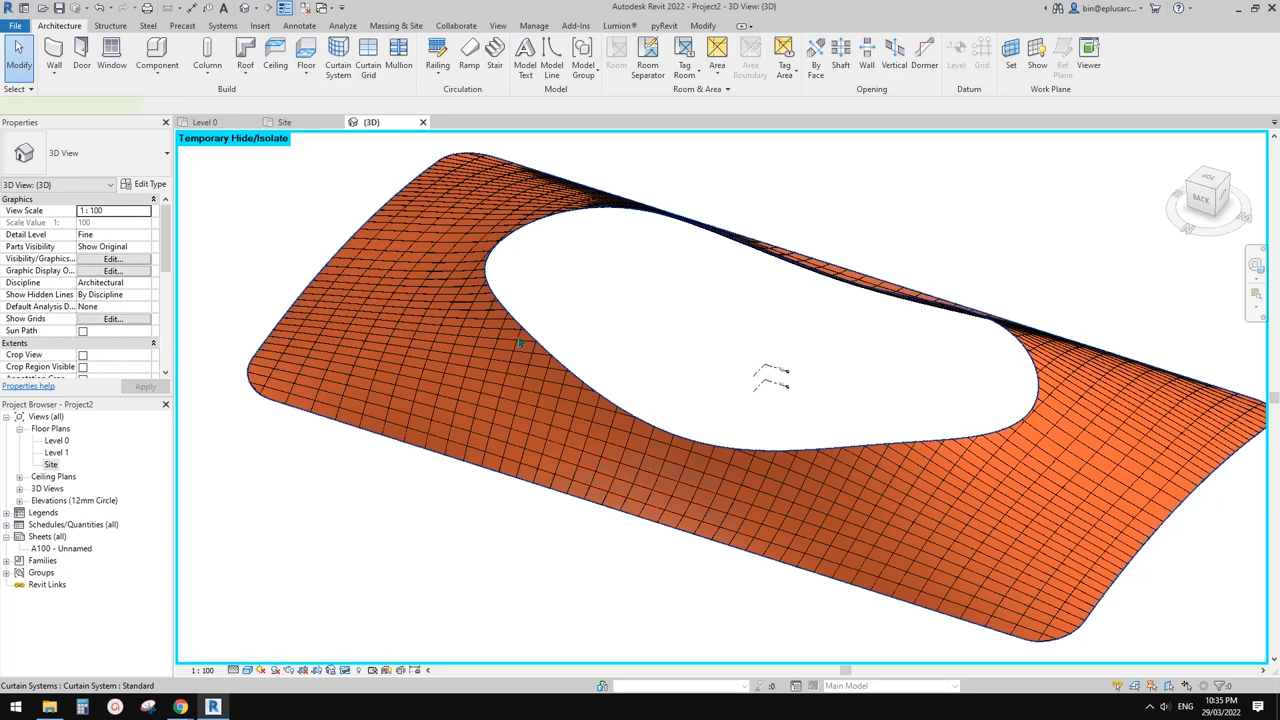 Autodesk Revit 2022 - Project2 - 3D View: {3D}
bin@eplusarc...
File Architecture Structure Steel Precast Systems Insert Annotate Analyze Massing & Site Collaborate View Manage Add-Ins Lumion® pyRevit Modify
Modify Wall Door Window Component Column Roof Ceiling Floor Curtain System Curtain Grid Mullion Railing Ramp Stair Model Text Model Line Model Group Room Room Separator Tag Room Area Area Boundary Tag Area By Face Shaft Wall Vertical Dormer Level Grid Set Show Ref Plane Viewer
Select Build Circulation Model Room & Area Opening Datum Work Plane
Properties
Level 0 Site {3D}
Temporary Hide/Isolate
3D View
3D View: {3D} Edit Type
Graphics
View Scale 1 : 100
Scale Value 1: 100
Detail Level Fine
Parts Visibility Show Original
Visibility/Graphics... Edit...
Graphic Display O... Edit...
Discipline Architectural
Show Hidden Lines By Discipline
Default Analysis D... None
Show Grids Edit...
Sun Path
Extents
Crop View
Crop Region Visible
Properties help Apply
TOP
BACK
Project Browser - Project2
Views (all)
Floor Plans
Level 0
Level 1
Site
Ceiling Plans
3D Views
Elevations (12mm Circle)
Legends
Schedules/Quantities (all)
Sheets (all)
A100 - Unnamed
Families
Groups
Revit Links
1 : 100
Curtain Systems : Curtain System : Standard :0 Main Model :0
ENG 10:35 PM
29/03/2022